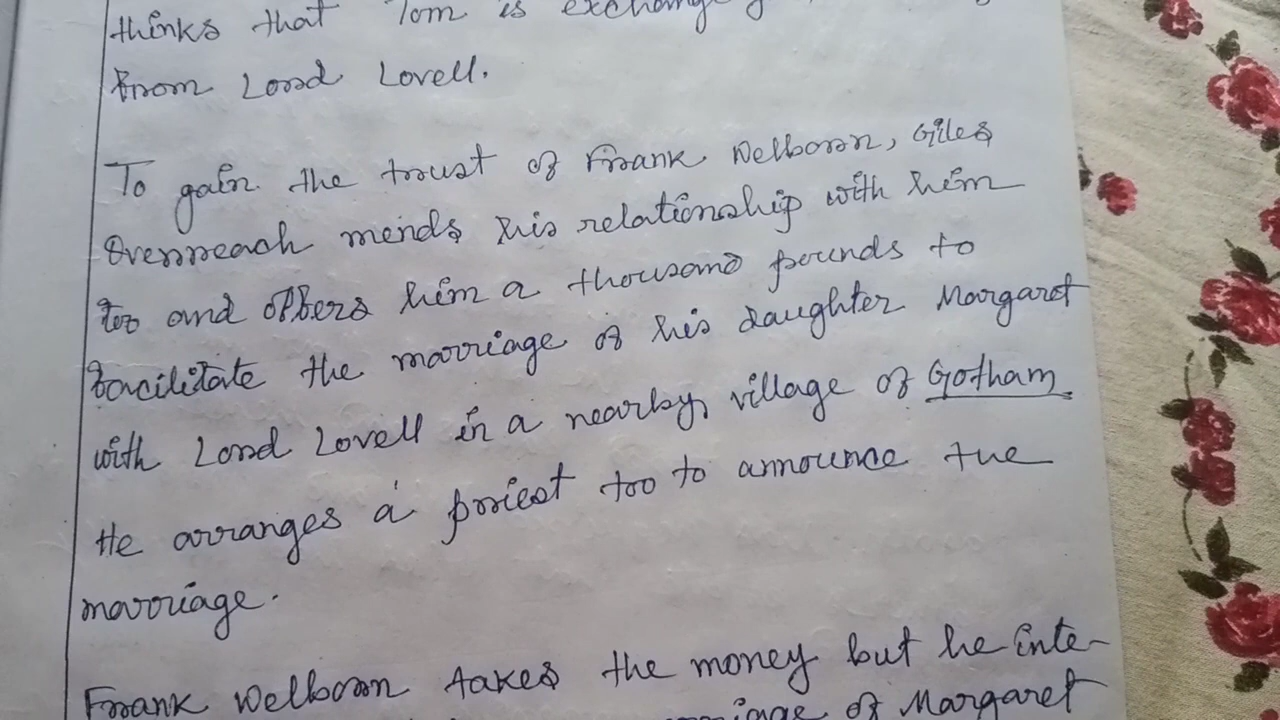 thinks that Tom is exchang
from Lord Lovell.
To gain the trust of Frank Welborn, Giles
Overreach mends his relationship with him
too and offers him a thousand pounds to
facilitate the marriage of his daughter Margaret
with Lord Lovell in a nearby village of Gotham
He arranges a priest too to announce the
marriage.
Frank Welborn takes the money but he inte-
of Margaret